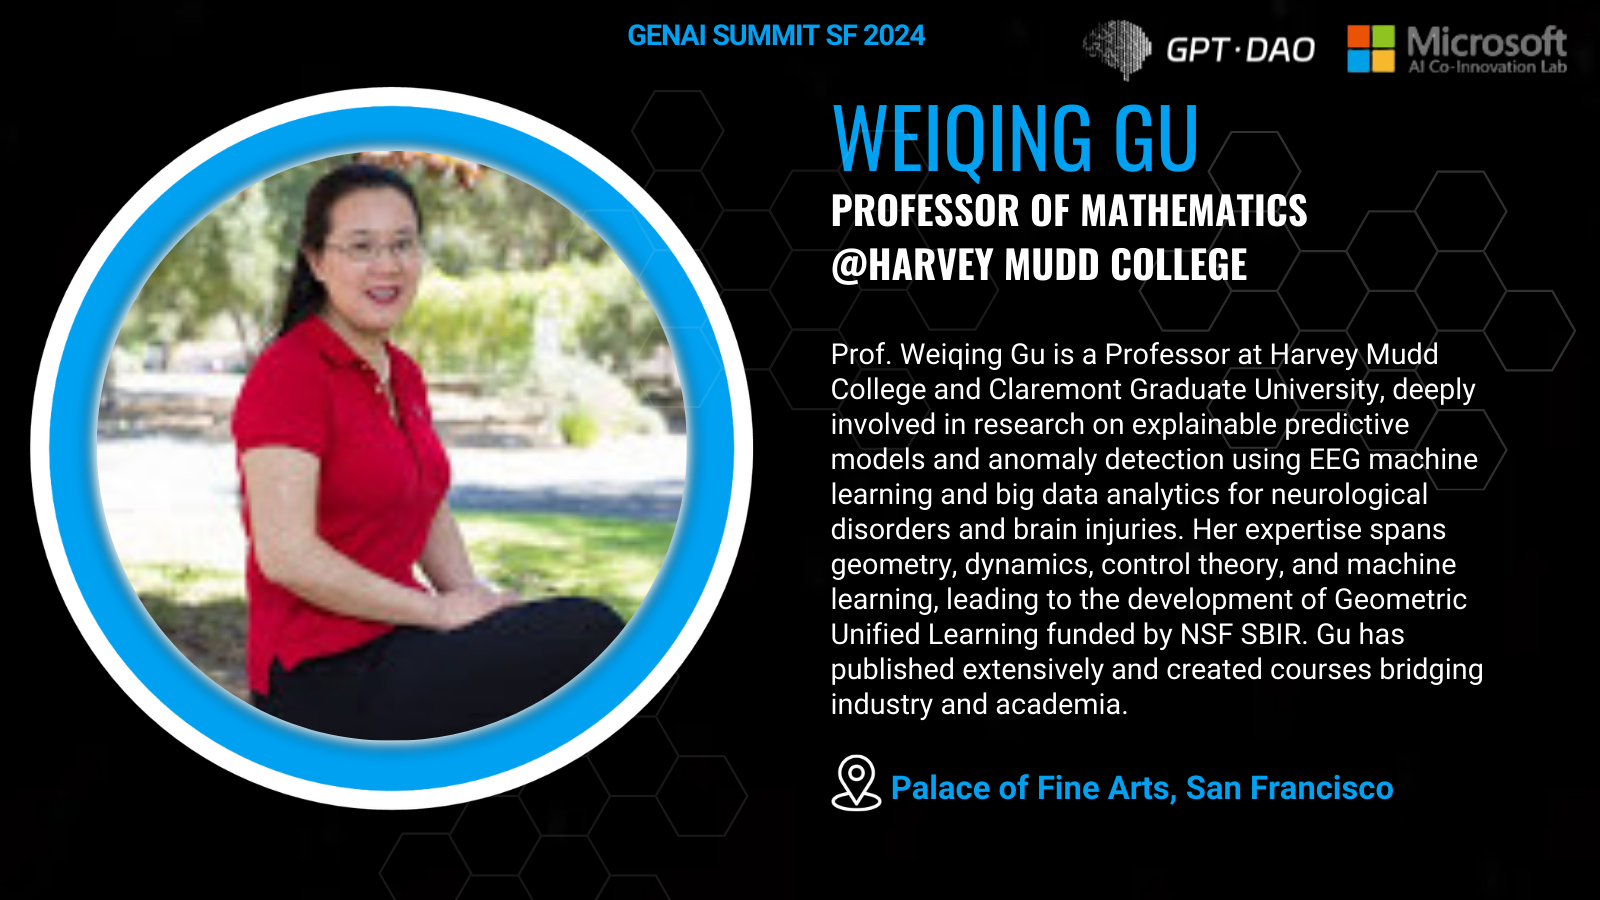 GENAI SUMMIT SF 2024
GPT·DAO
Microsoft
AI Co-Innovation Lab
WEIQING GU
PROFESSOR OF MATHEMATICS
@HARVEY MUDD COLLEGE
Prof. Weiqing Gu is a Professor at Harvey Mudd
College and Claremont Graduate University, deeply
involved in research on explainable predictive
models and anomaly detection using EEG machine
learning and big data analytics for neurological
disorders and brain injuries. Her expertise spans
geometry, dynamics, control theory, and machine
learning, leading to the development of Geometric
Unified Learning funded by NSF SBIR. Gu has
published extensively and created courses bridging
industry and academia.
Palace of Fine Arts, San Francisco